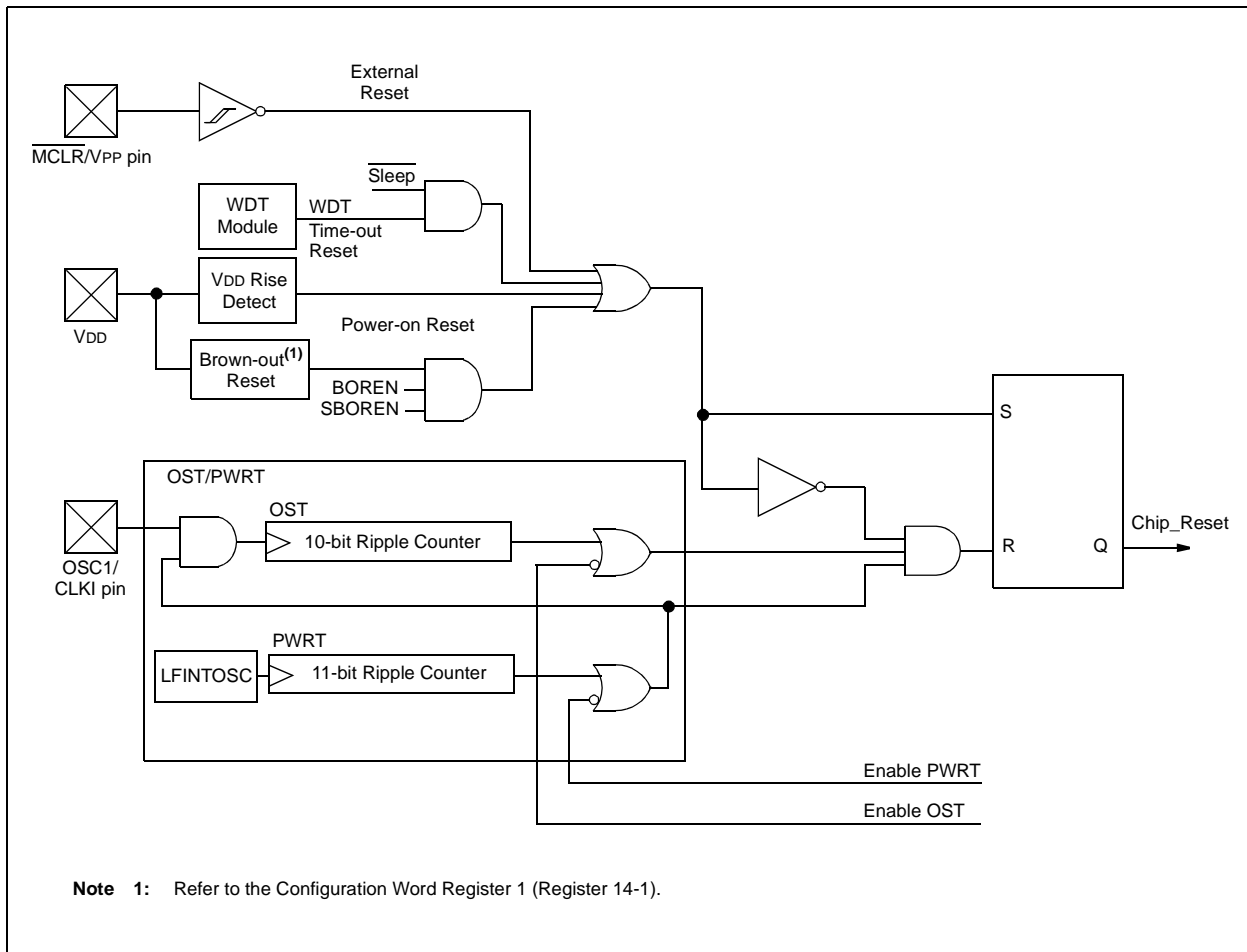 External
Reset
MCLR/VPP pin
Sleep
WDT
Module
WDT
Time-out
Reset
VDD Rise
Detect
VDD
Power-on Reset
Brown-out(1)
Reset
BOREN
SBOREN
S
OST/PWRT
OST
10-bit Ripple Counter
OSC1/
CLKI pin
R
Q
Chip_Reset
PWRT
LFINTOSC
11-bit Ripple Counter
Enable PWRT
Enable OST
Note 1: Refer to the Configuration Word Register 1 (Register 14-1).